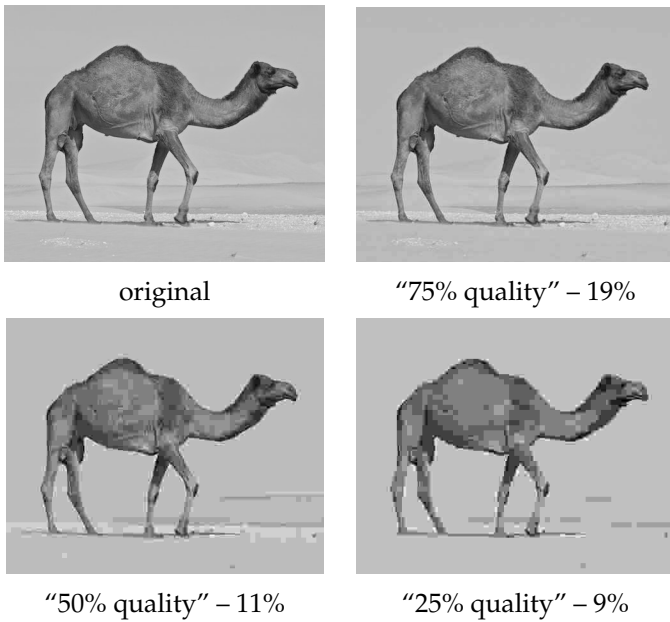 original
“75% quality” – 19%
“50% quality” – 11%
“25% quality” – 9%